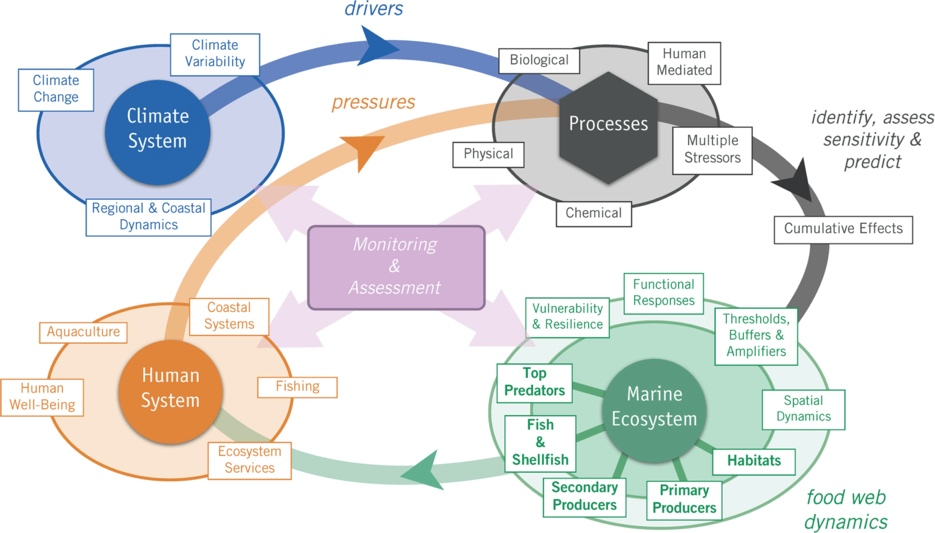 drivers
Climate
Variability
Climate
Change
Climate
System
Regional & Coastal
Dynamics
pressures
Biological
Human
Mediated
Processes
Physical
Multiple
Stressors
Chemical
identify, assess
sensitivity &
predict
Cumulative Effects
Monitoring
&
Assessment
Coastal
Systems
Aquaculture
Human
System
Human
Well-Being
Fishing
Ecosystem
Services
Functional
Responses
Vulnerability
& Resilience
Thresholds,
Buffers &
Amplifiers
Top
Predators
Marine
Ecosystem
Spatial
Dynamics
Fish
&
Shellfish
Habitats
Secondary
Producers
Primary
Producers
food web
dynamics